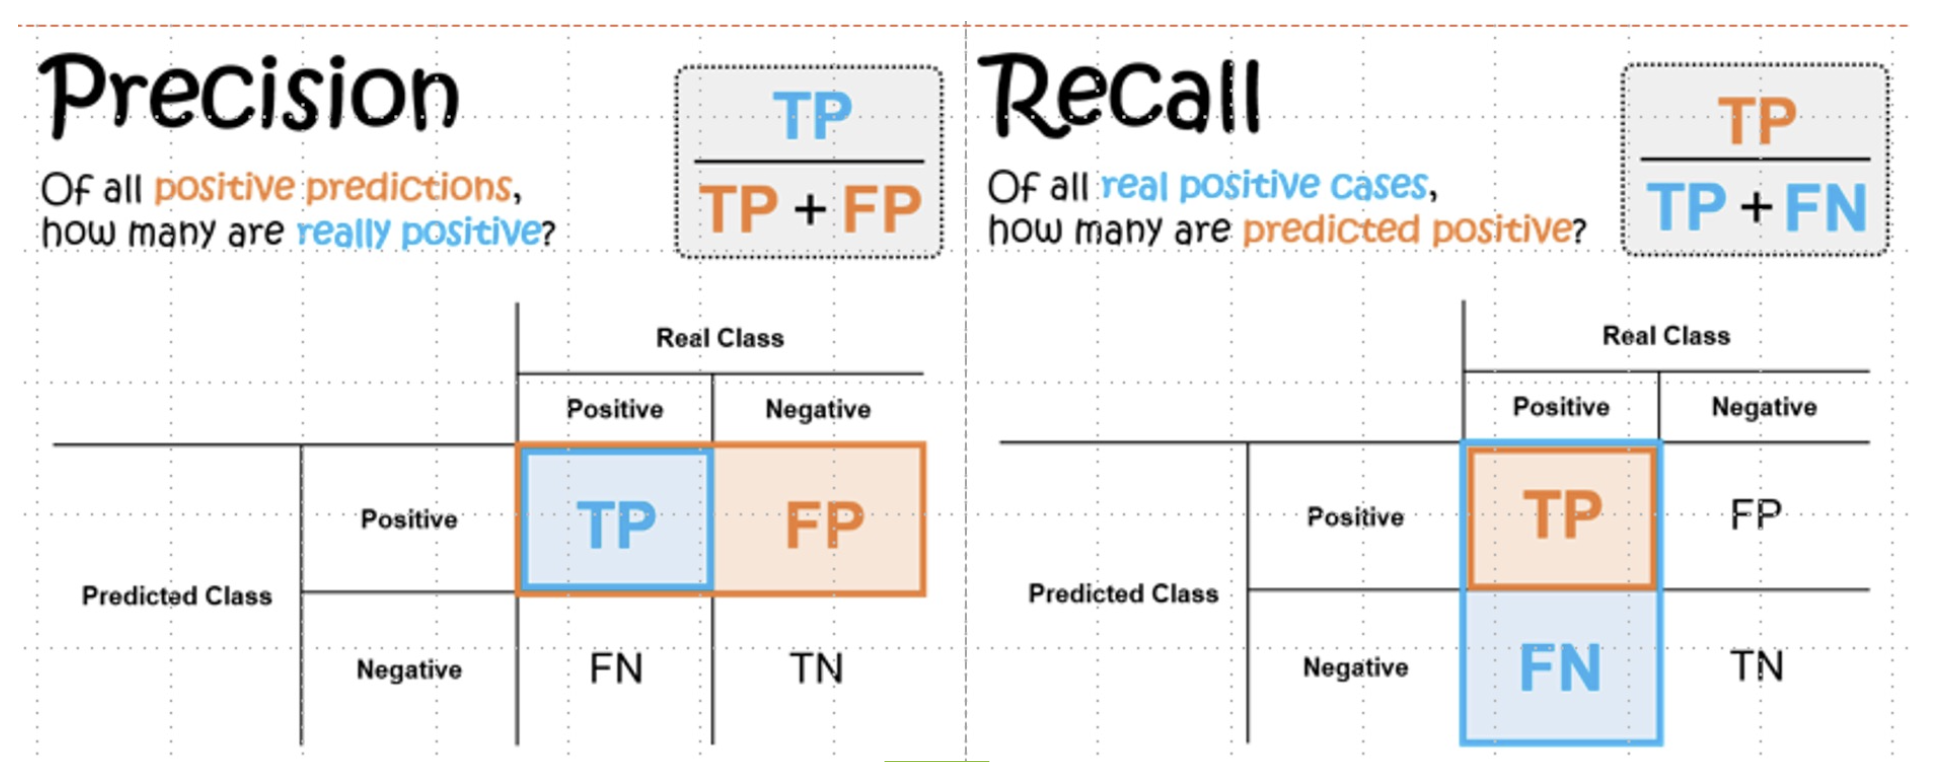 Precision
TP
TP + FP
Of all positive predictions,
how many are really positive?
Real Class
Positive Negative
Positive TP FP
Predicted Class
Negative FN TN
Recall
TP
TP + FN
Of all real positive cases,
how many are predicted positive?
Real Class
Positive Negative
Positive TP FP
Predicted Class
Negative FN TN